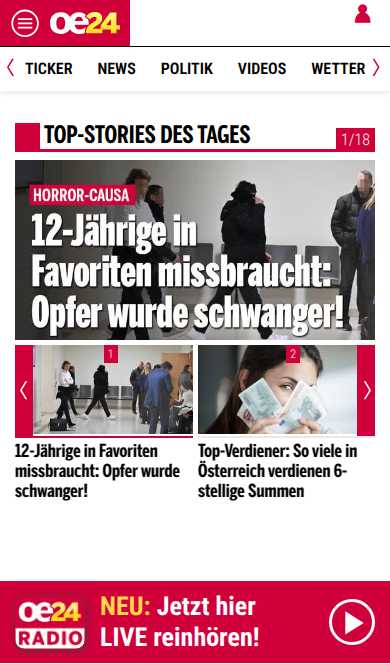 oe24
TICKER NEWS POLITIK VIDEOS WETTER
TOP-STORIES DES TAGES
1/18
HORROR-CAUSA
12-Jährige in
Favoriten missbraucht:
Opfer wurde schwanger!
1
2
12-Jährige in Favoriten
missbraucht: Opfer wurde
schwanger!
Top-Verdiener: So viele in
Österreich verdienen 6-
stellige Summen
oe24
RADIO
NEU: Jetzt hier
LIVE reinhören!